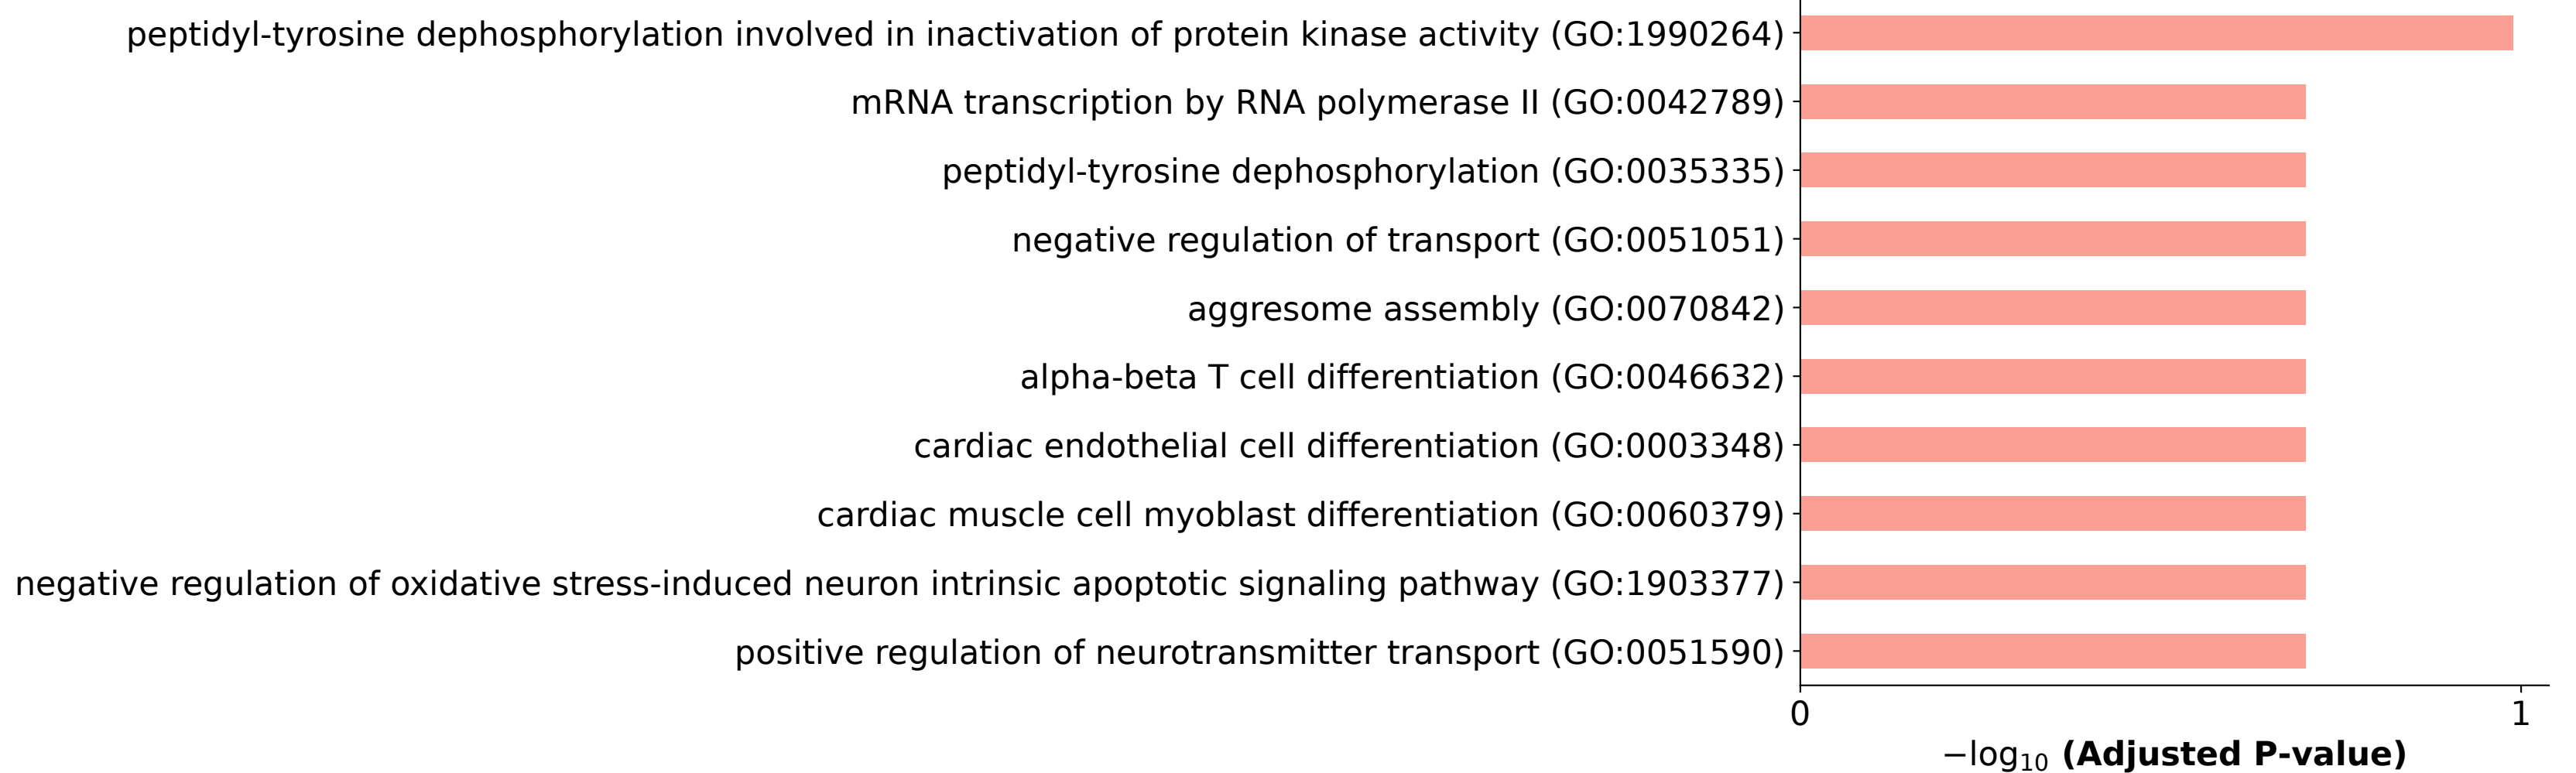 peptidyl-tyrosine dephosphorylation involved in inactivation of protein kinase activity (GO:1990264)
mRNA transcription by RNA polymerase II (GO:0042789)
peptidyl-tyrosine dephosphorylation (GO:0035335)
negative regulation of transport (GO:0051051)
aggresome assembly (GO:0070842)
alpha-beta T cell differentiation (GO:0046632)
cardiac endothelial cell differentiation (GO:0003348)
cardiac muscle cell myoblast differentiation (GO:0060379)
negative regulation of oxidative stress-induced neuron intrinsic apoptotic signaling pathway (GO:1903377)
positive regulation of neurotransmitter transport (GO:0051590)
0 1
−log₁₀ (Adjusted P-value)